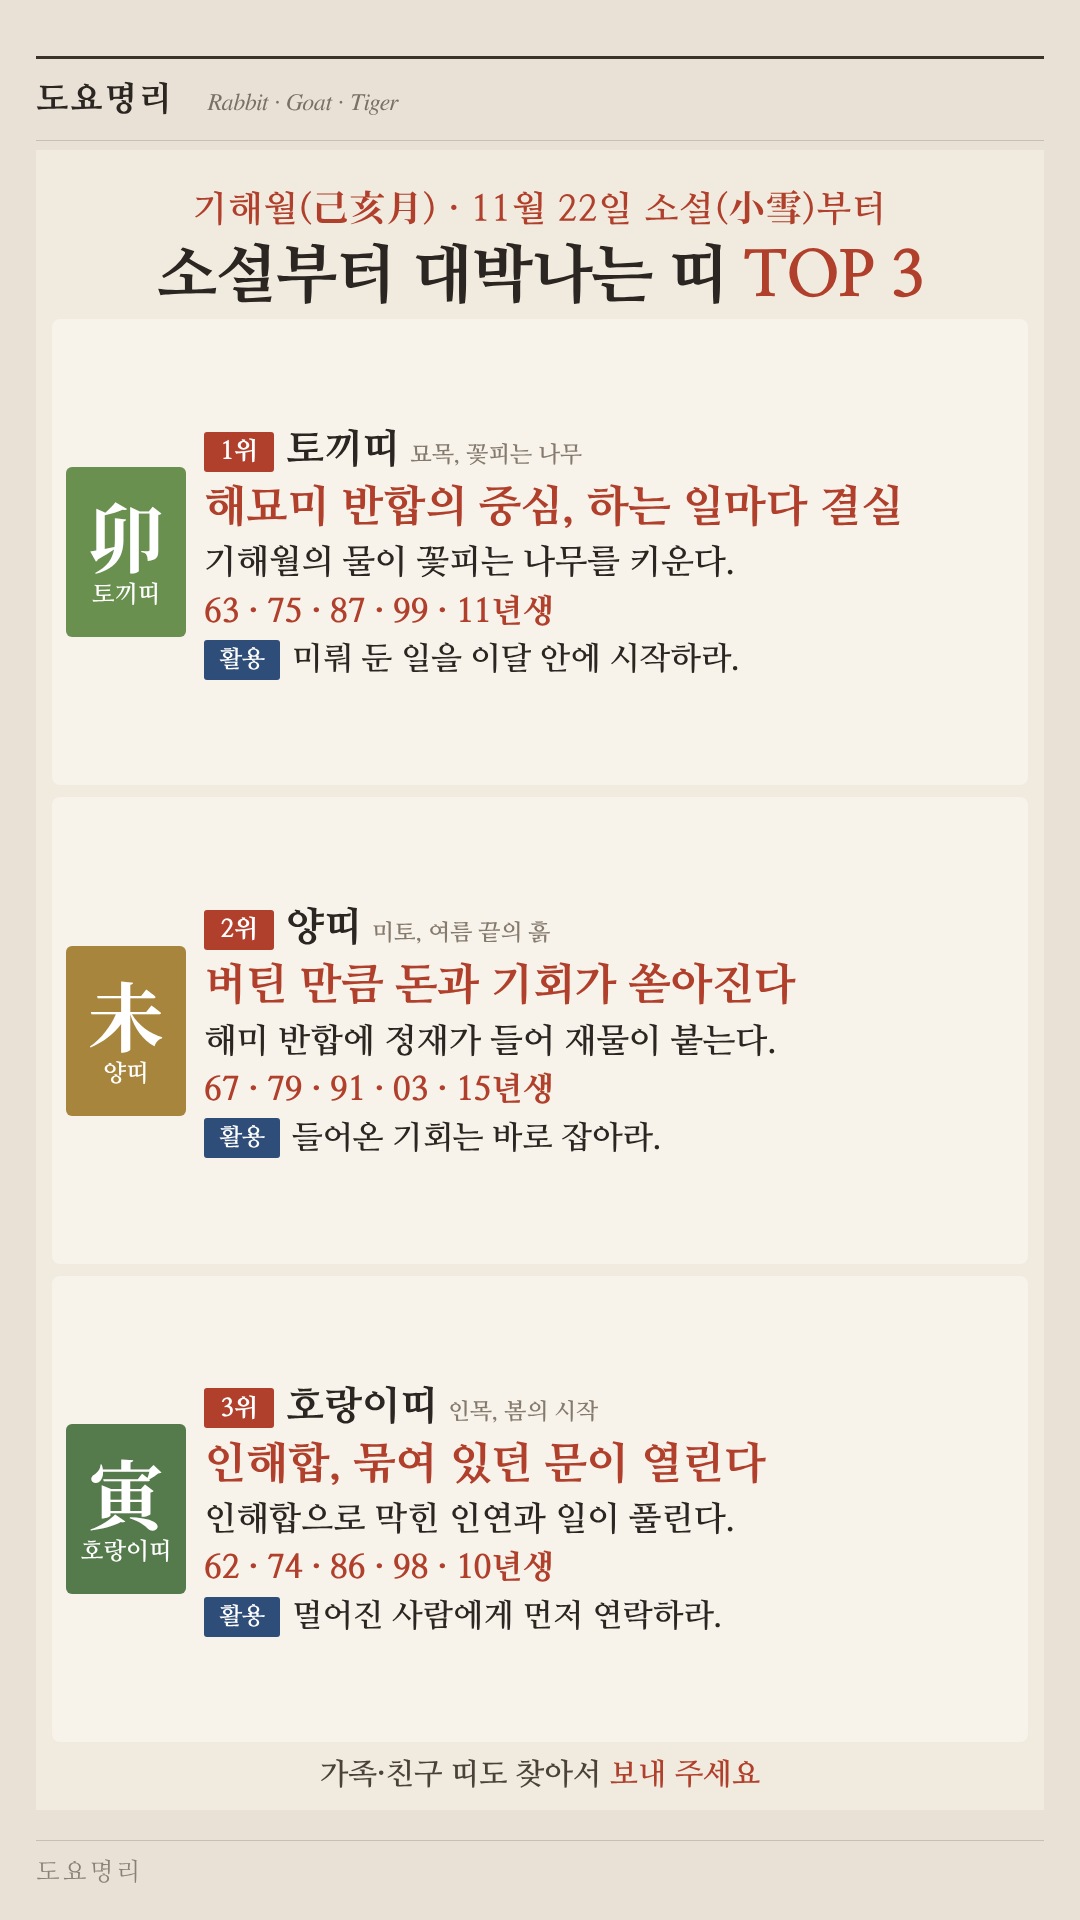 도요명리 Rabbit · Goat · Tiger
기해월(己亥月) · 11월 22일 소설(小雪)부터
소설부터 대박나는 띠 TOP 3
卯
토끼띠
1위 토끼띠 묘목, 꽃피는 나무
해묘미 반합의 중심, 하는 일마다 결실
기해월의 물이 꽃피는 나무를 키운다.
63 · 75 · 87 · 99 · 11년생
활용 미뤄 둔 일을 이달 안에 시작하라.
未
양띠
2위 양띠 미토, 여름 끝의 흙
버틴 만큼 돈과 기회가 쏟아진다
해미 반합에 정재가 들어 재물이 붙는다.
67 · 79 · 91 · 03 · 15년생
활용 들어온 기회는 바로 잡아라.
寅
호랑이띠
3위 호랑이띠 인목, 봄의 시작
인해합, 묶여 있던 문이 열린다
인해합으로 막힌 인연과 일이 풀린다.
62 · 74 · 86 · 98 · 10년생
활용 멀어진 사람에게 먼저 연락하라.
가족·친구 띠도 찾아서 보내 주세요
도요명리